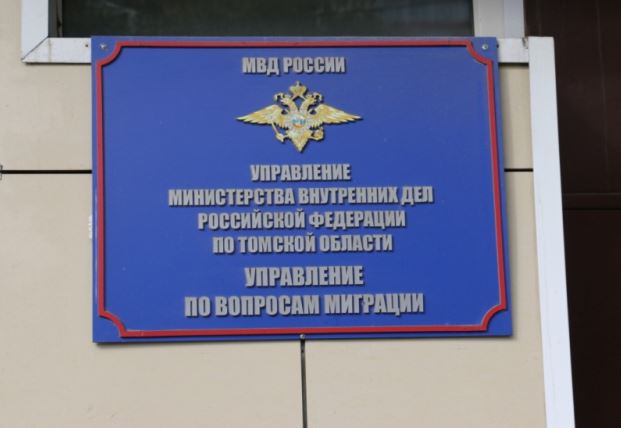 МВД РОССИИ
УПРАВЛЕНИЕ
МИНИСТЕРСТВА ВНУТРЕННИХ ДЕЛ
РОССИЙСКОЙ ФЕДЕРАЦИИ
ПО ТОМСКОЙ ОБЛАСТИ
УПРАВЛЕНИЕ
ПО ВОПРОСАМ МИГРАЦИИ